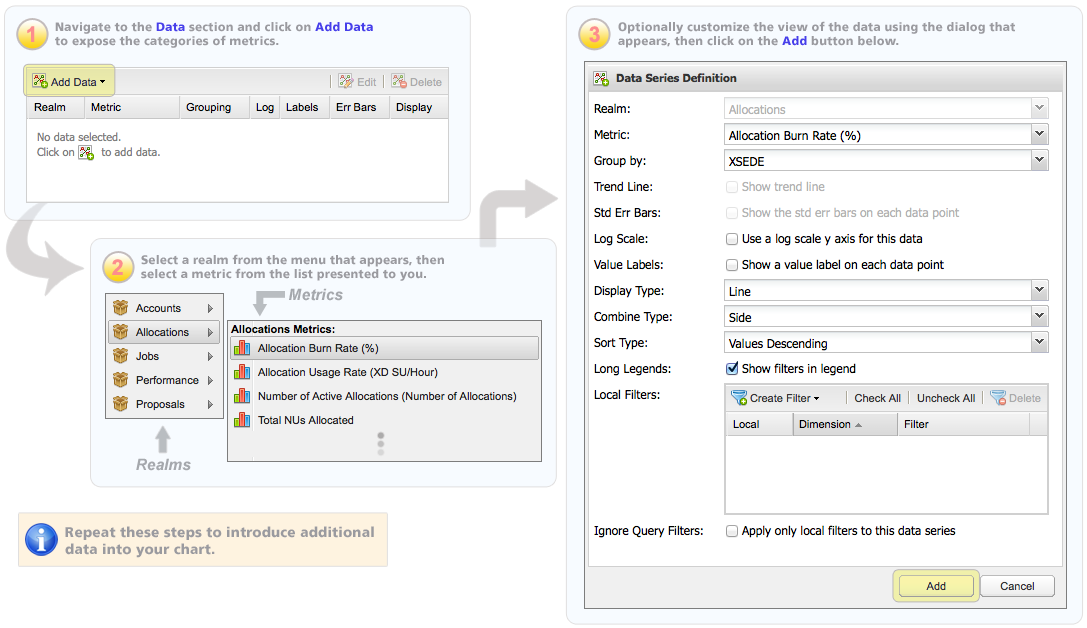 1
Navigate to the Data section and click on Add Data
to expose the categories of metrics.
Add Data
Edit
Delete
Realm Metric Grouping Log Labels Err Bars Display
No data selected.
Click on to add data.
2
Select a realm from the menu that appears, then
select a metric from the list presented to you.
Metrics
Accounts
Allocations
Jobs
Performance
Proposals
Realms
Allocations Metrics:
Allocation Burn Rate (%)
Allocation Usage Rate (XD SU/Hour)
Number of Active Allocations (Number of Allocations)
Total NUs Allocated
i
Repeat these steps to introduce additional
data into your chart.
3
Optionally customize the view of the data using the dialog that
appears, then click on the Add button below.
Data Series Definition
Realm: Allocations
Metric: Allocation Burn Rate (%)
Group by: XSEDE
Trend Line: Show trend line
Std Err Bars: Show the std err bars on each data point
Log Scale: Use a log scale y axis for this data
Value Labels: Show a value label on each data point
Display Type: Line
Combine Type: Side
Sort Type: Values Descending
Long Legends: Show filters in legend
Local Filters: Create Filter Check All Uncheck All Delete
Local Dimension Filter
Ignore Query Filters: Apply only local filters to this data series
Add Cancel